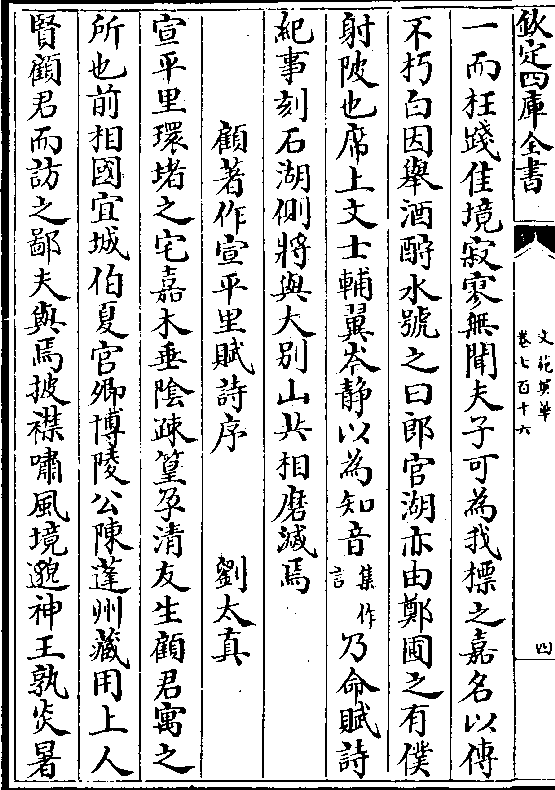 欽定四庫全書
文苑英華
卷七百十六
四
一而枉踐佳境寂寥無聞夫子可為我標之嘉名以傳
不朽白因舉酒酹水號之曰郎官湖亦由鄭圃之有僕
射陂也席上文士輔翼岑静以為知音集作言乃命賦詩
紀事刻石湖側將與大别山共相磨滅焉
顧著作宣平里賦詩序 劉太真
宣平里環堵之宅嘉木垂陰疎篁孕清友生顧君寓之
所也前相國宜城伯夏官卿博陵公陳蓬州藏用上人
賢顧君而訪之鄙夫與焉披襟嘯風境邈神王孰炎暑